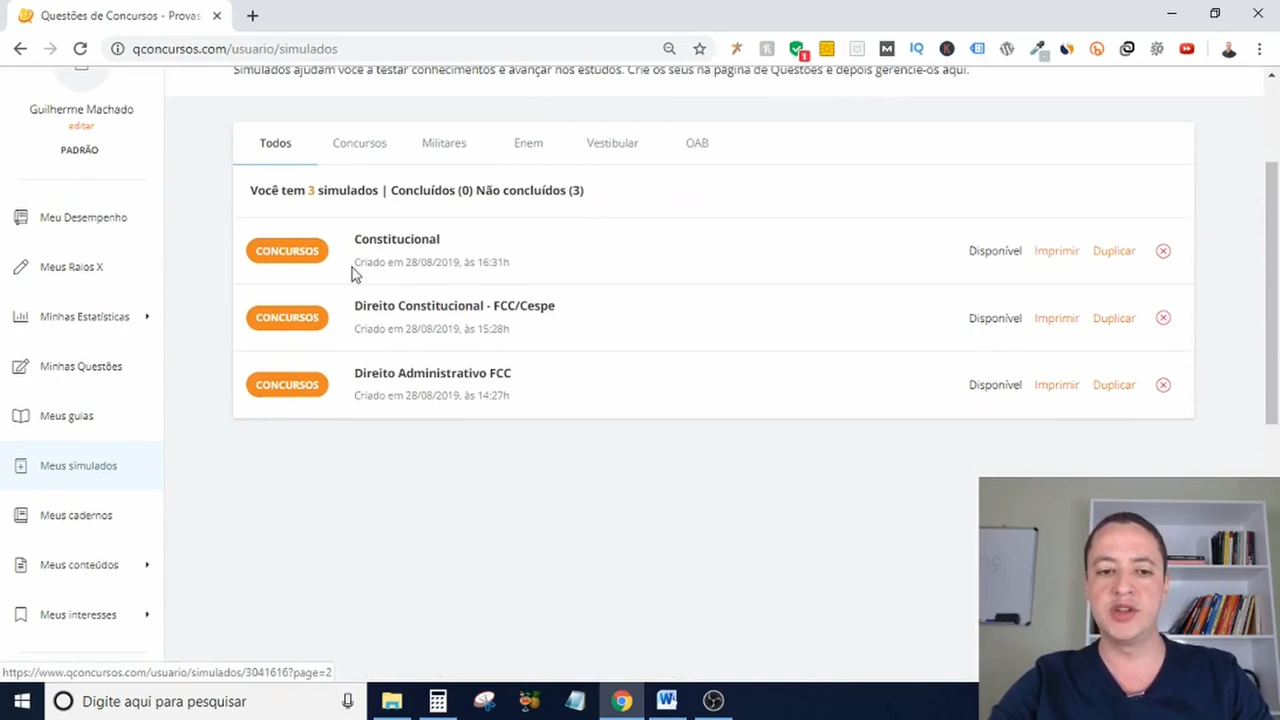 Questões de Concursos - Provas
qconcursos.com/usuario/simulados
1
M
IQ
K
Simulados ajudam você a testar conhecimentos e avançar nos estudos. Crie os seus na página de Questões e depois gerencie-os aqui.
Guilherme Machado
editar
PADRÃO
Meu Desempenho
Meus Raios X
Minhas Estatísticas
Minhas Questões
Meus guias
Meus simulados
Meus cadernos
Meus conteúdos
Meus interesses
Todos Concursos Militares Enem Vestibular OAB
Você tem 3 simulados | Concluídos (0) Não concluídos (3)
CONCURSOS Constitucional Disponível Imprimir Duplicar
Criado em 28/08/2019, às 16:31h
CONCURSOS Direito Constitucional - FCC/Cespe Disponível Imprimir Duplicar
Criado em 28/08/2019, às 15:28h
CONCURSOS Direito Administrativo FCC Disponível Imprimir Duplicar
Criado em 28/08/2019, às 14:27h
https://www.qconcursos.com/usuario/simulados/3041616?page=2
Digite aqui para pesquisar
W